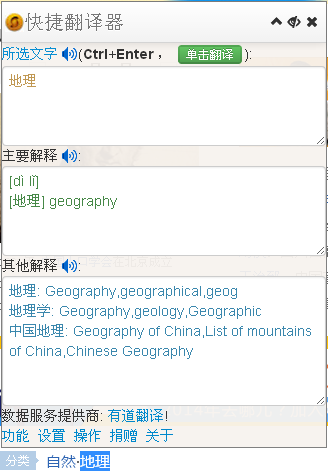 快捷翻译器
所选文字 (Ctrl+Enter, 单击翻译 ):
地理
主要解释 :
[dì lǐ]
[地理] geography
其他解释 :
地理: Geography,geographical,geog
地理学: Geography,geology,Geographic
中国地理: Geography of China,List of mountains
of China,Chinese Geography
数据服务提供商: 有道翻译!
功能 设置 操作 捐赠 关于
分类 自然·地理